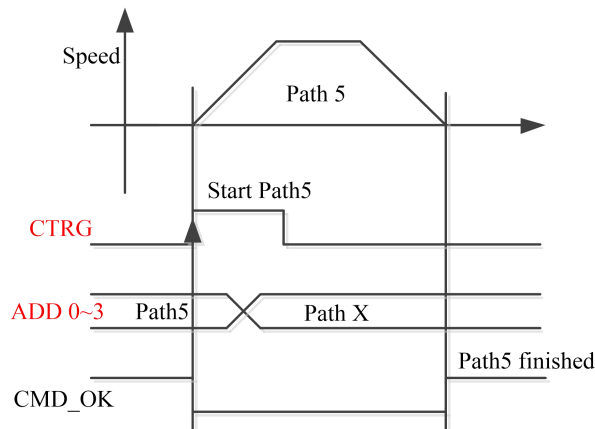 Speed
Path 5
Start Path5
CTRG
ADD 0~3
Path5
Path X
Path5 finished
CMD_OK